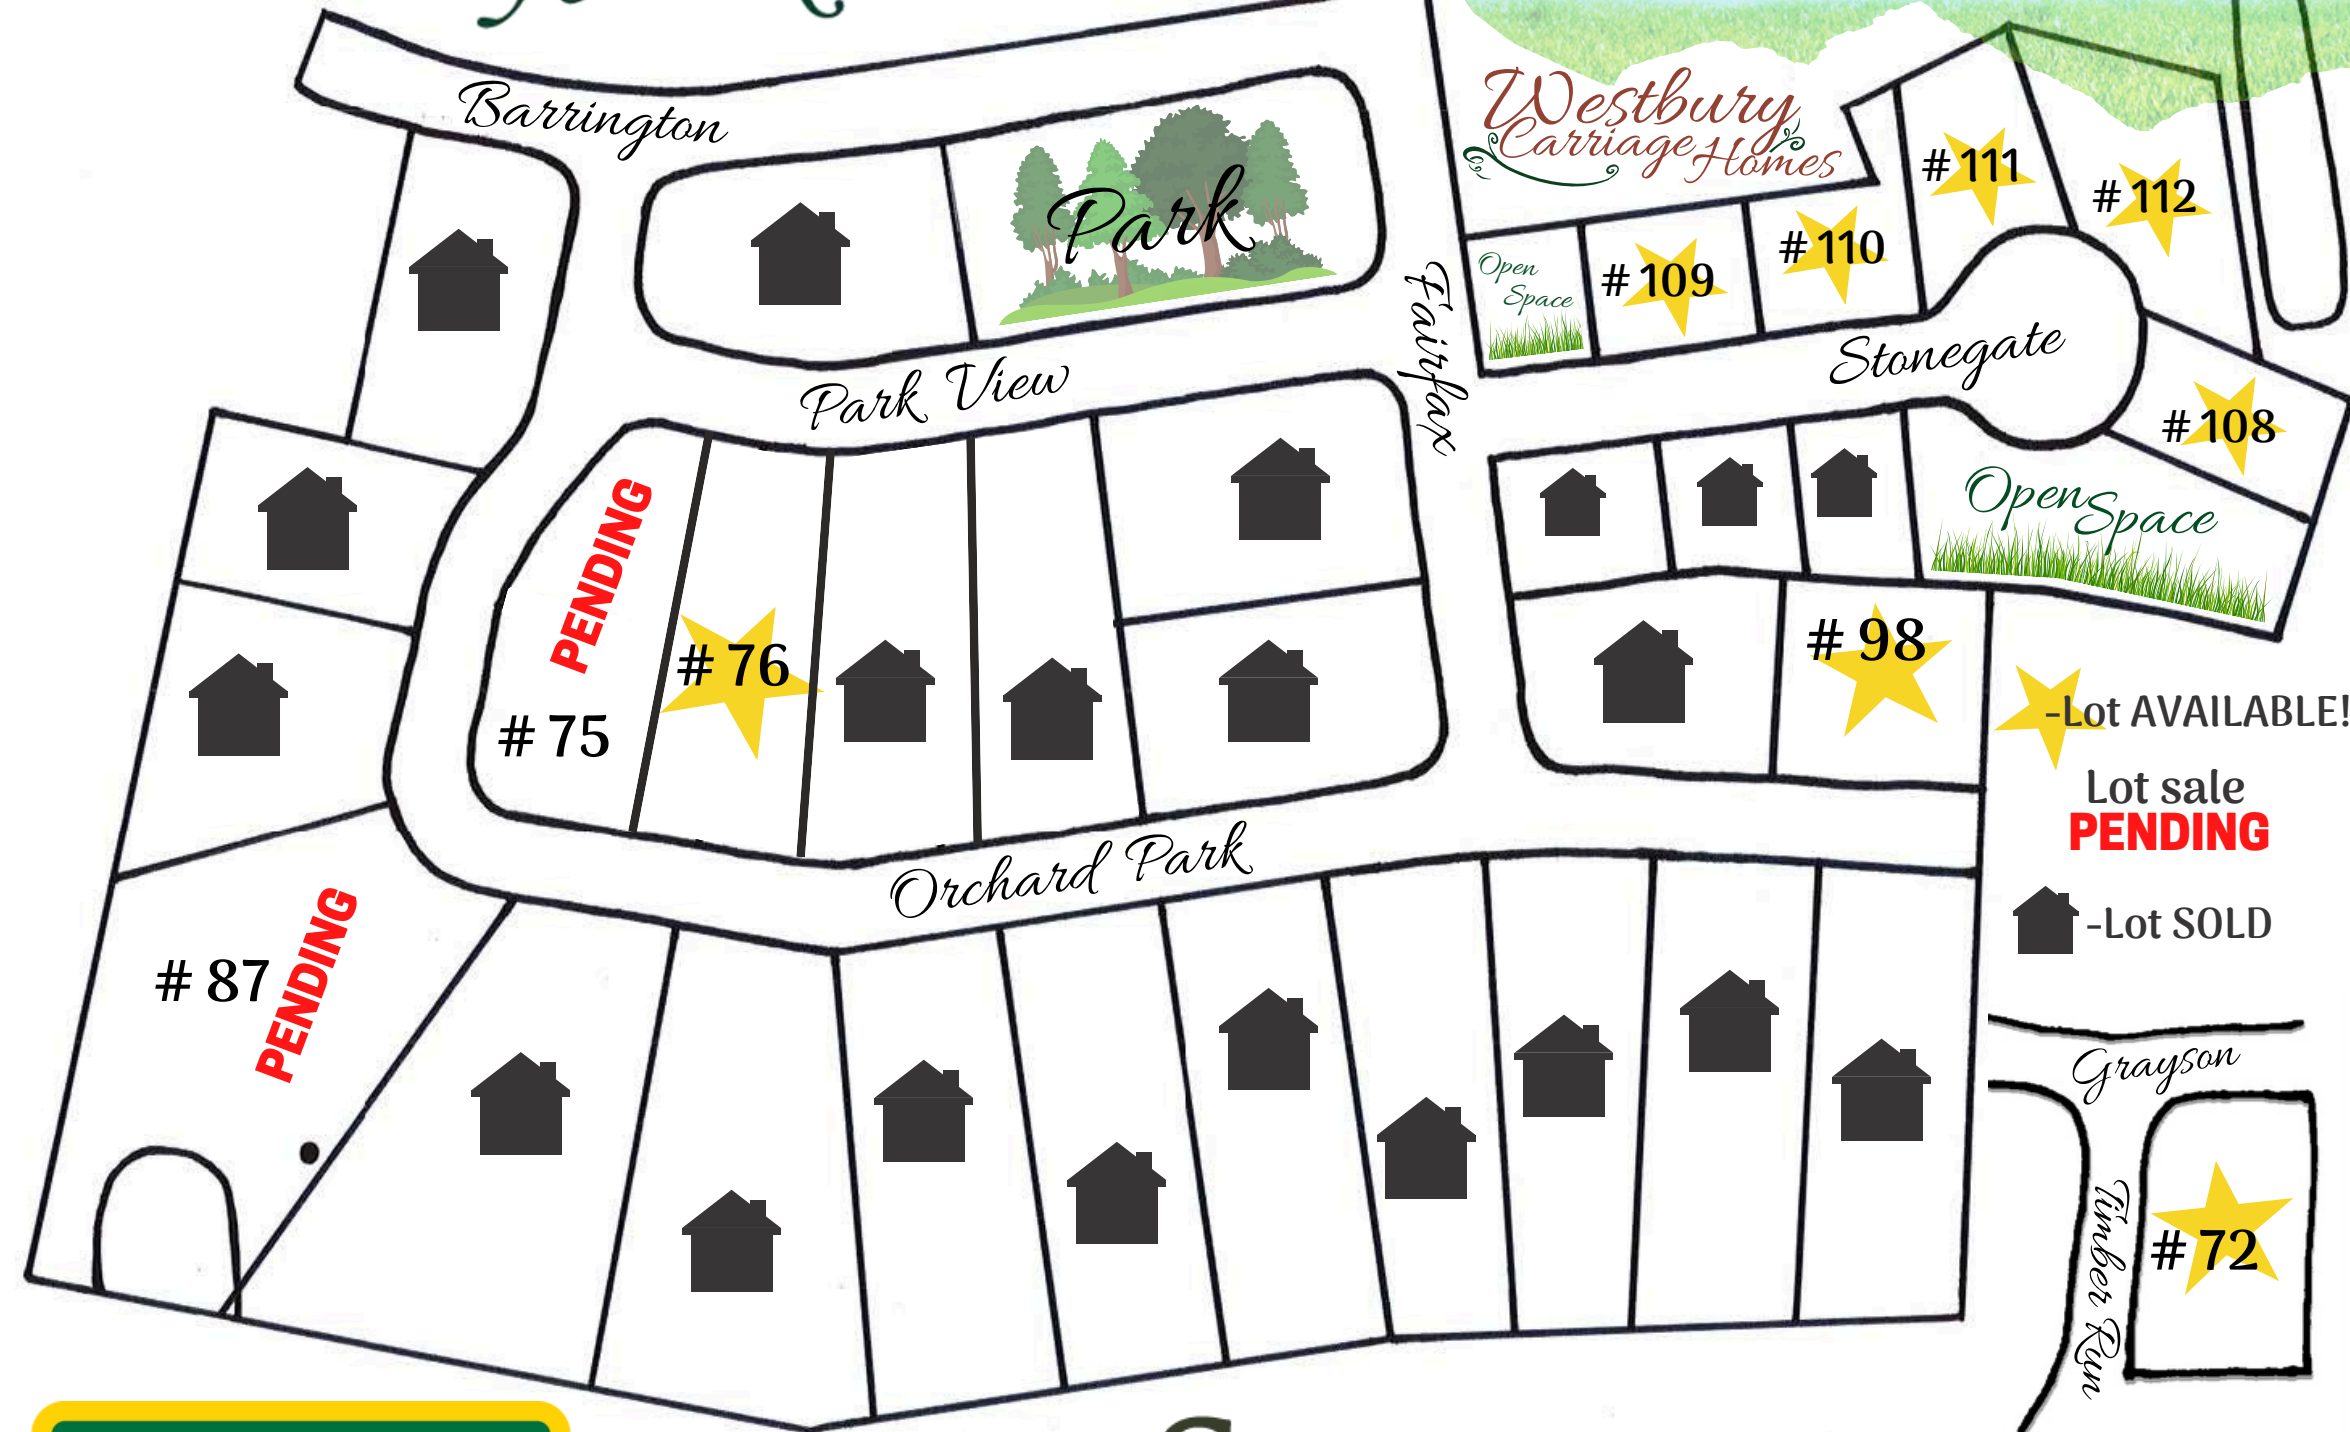 Barrington
Westbury
Carriage Homes
# 111
# 112
Park
Open
Space
# 109
# 110
Fairfax
Stonegate
Park View
# 108
Open Space
PENDING
# 76
# 98
# 75
-Lot AVAILABLE!
Lot sale
PENDING
Orchard Park
-Lot SOLD
# 87
PENDING
Grayson
Timber Run
# 72